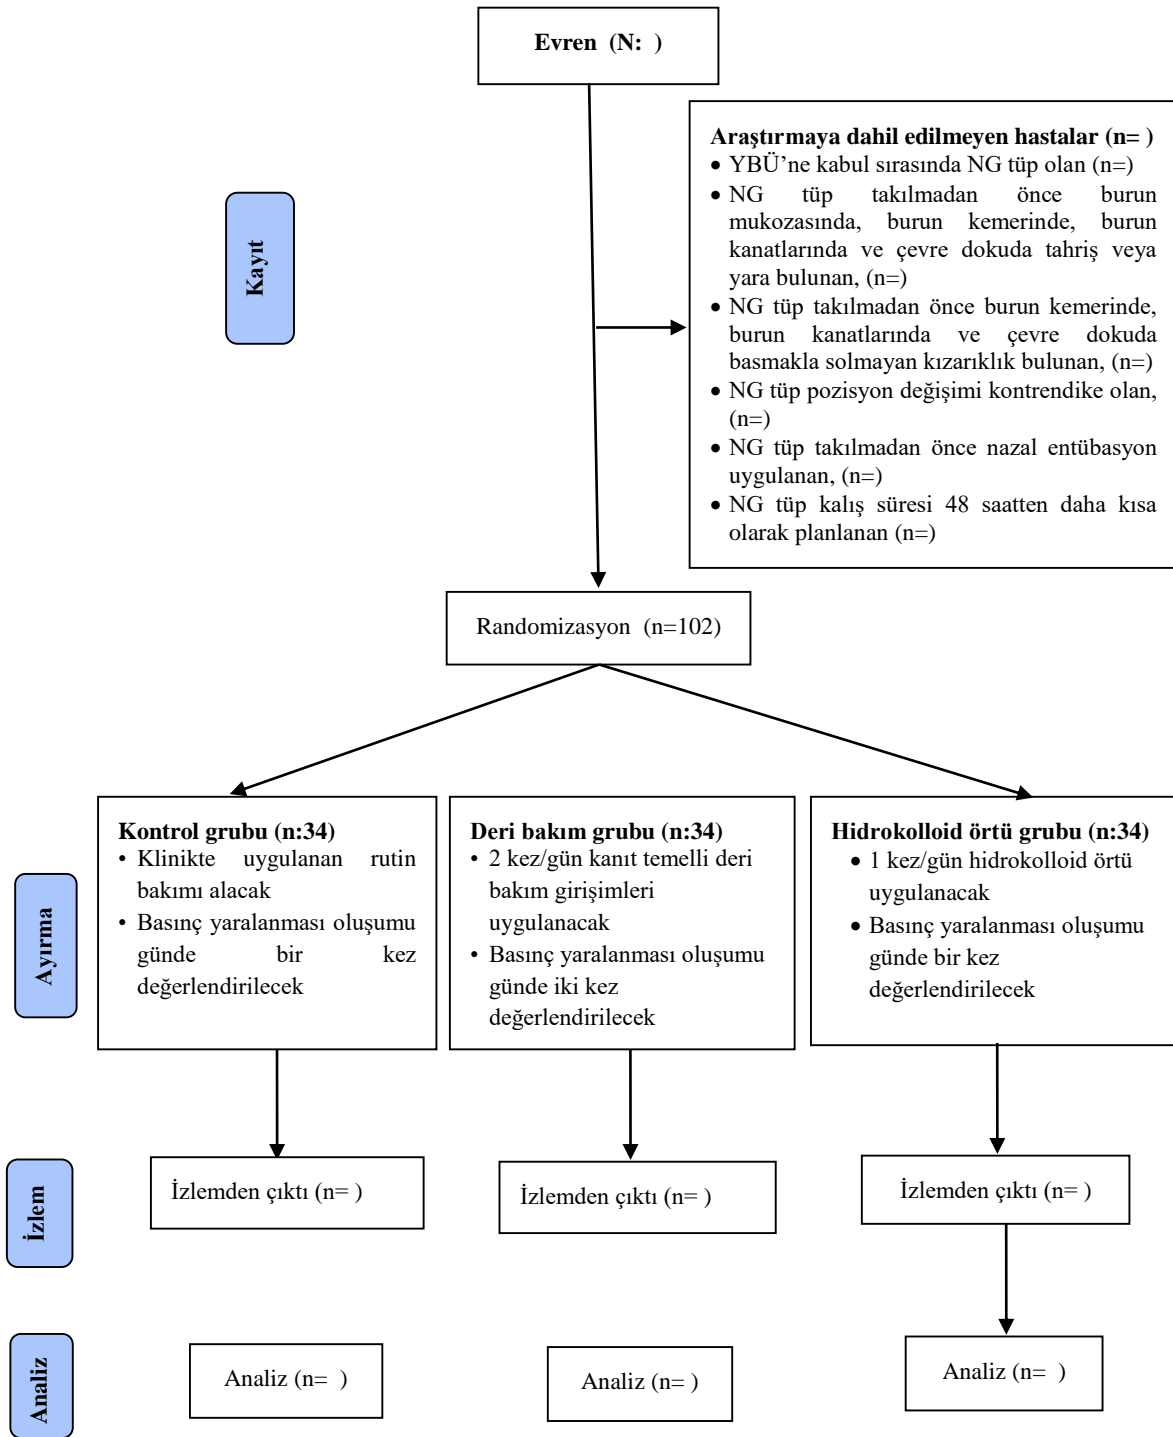 Evren (N: )
Araştırmaya dahil edilmeyen hastalar (n= )
• YBÜ’ne kabul sırasında NG tüp olan (n=)
• NG tüp takılmadan önce burun
mukozasında, burun kemerinde, burun
kanatlarında ve çevre dokuda tahriş veya
yara bulunan, (n=)
• NG tüp takılmadan önce burun kemerinde,
burun kanatlarında ve çevre dokuda
basmakla solmayan kızarıklık bulunan, (n=)
• NG tüp pozisyon değişimi kontrendike olan,
(n=)
• NG tüp takılmadan önce nazal entübasyon
uygulanan, (n=)
• NG tüp kalış süresi 48 saatten daha kısa
olarak planlanan (n=)
Kayıt
Randomizasyon (n=102)
Ayırma
Kontrol grubu (n:34)
• Klinikte uygulanan rutin
bakımı alacak
• Basınç yaralanması oluşumu
günde bir kez
değerlendirilecek
Deri bakım grubu (n:34)
• 2 kez/gün kanıt temelli deri
bakım girişimleri
uygulanacak
• Basınç yaralanması oluşumu
günde iki kez
değerlendirilecek
Hidrokolloid örtü grubu (n:34)
• 1 kez/gün hidrokolloid örtü
uygulanacak
• Basınç yaralanması oluşumu
günde bir kez
değerlendirilecek
İzlem
İzlemden çıktı (n= )
İzlemden çıktı (n= )
İzlemden çıktı (n= )
Analiz
Analiz (n= )
Analiz (n= )
Analiz (n= )